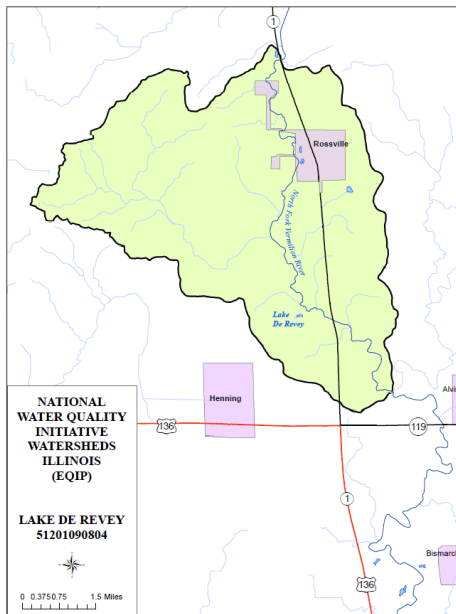 1
Rossville
North Fork Vermilion River
Lake
De Revey
Henning
Alvi
136
119
1
136
Bismarck
NATIONAL
WATER QUALITY
INITIATIVE
WATERSHEDS
ILLINOIS
(EQIP)
LAKE DE REVEY
51201090804
0 0.375 0.75 1.5 Miles